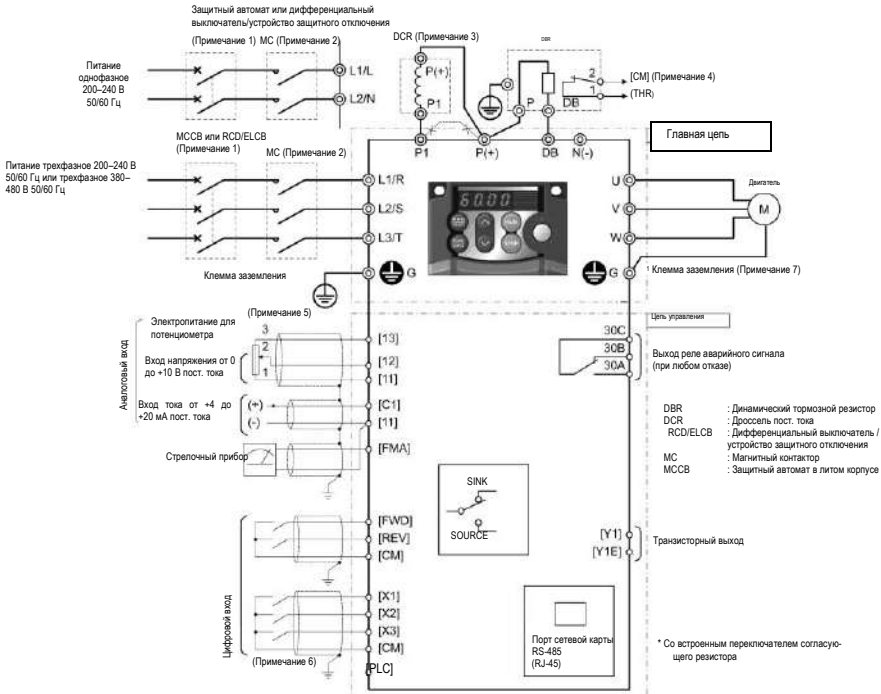 Защитный автомат или дифференциальный
выключатель/устройство защитного отключения
(Примечание 1)
MC (Примечание 2)
DCR (Примечание 3)
DBR
Питание
однофазное
200–240 В
50/60 Гц
L1/L
L2/N
P(+)
P1
P
DB
2
1
[CM] (Примечание 4)
(THR)
MCCB или RCD/ELCB
(Примечание 1)
MC (Примечание 2)
P1
P(+)
DB
N(-)
Главная цепь
Питание трехфазное 200–240 В
50/60 Гц или трехфазное 380–
480 В 50/60 Гц
L1/R
L2/S
L3/T
60.00
U
V
W
Двигатель
M
Клемма заземления
G
G
¹ Клемма заземления (Примечание 7)
Цепь управления
Аналоговый вход
Электропитание для
потенциометра
(Примечание 5)
3
2
1
[13]
[12]
[11]
Вход напряжения от 0
до +10 В пост. тока
Вход тока от +4 до
+20 мА пост. тока
(+)
(-)
[C1]
[11]
Стрелочный прибор
[FMA]
30C
30B
30A
Выход реле аварийного сигнала
(при любом отказе)
DBR : Динамический тормозной резистор
DCR : Дроссель пост. тока
RCD/ELCB : Дифференциальный выключатель /
устройство защитного отключения
MC : Магнитный контактор
MCCB : Защитный автомат в литом корпусе
SINK
SOURCE
Цифровой вход
[FWD]
[REV]
[CM]
[X1]
[X2]
[X3]
[CM]
(Примечание 6)
[PLC]
[Y1]
[Y1E]
Транзисторный выход
Порт сетевой карты
RS-485
(RJ-45)
* Со встроенным переключателем согласую-
щего резистора